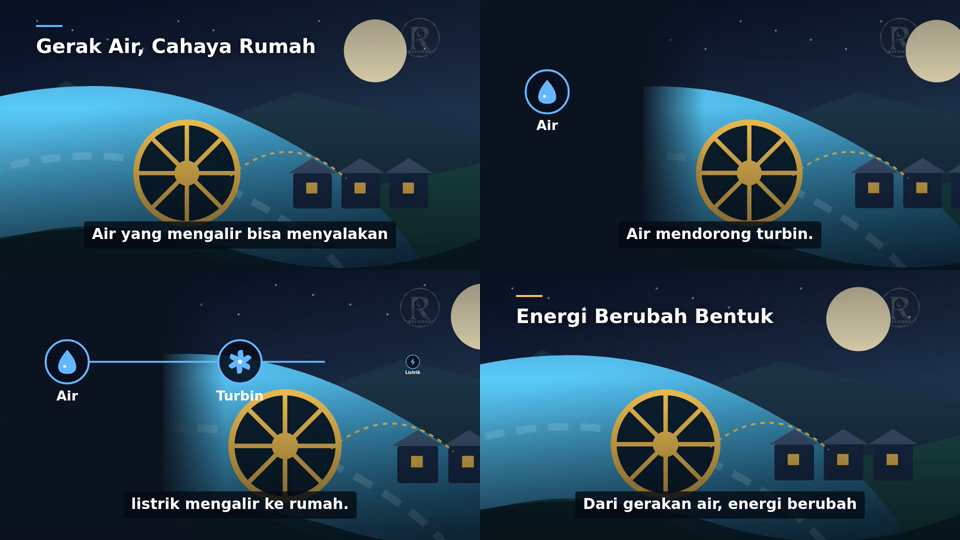 Gerak Air, Cahaya Rumah
Air yang mengalir bisa menyalakan
Air
Air mendorong turbin.
Air
Turbin
Listrik
listrik mengalir ke rumah.
Energi Berubah Bentuk
Dari gerakan air, energi berubah